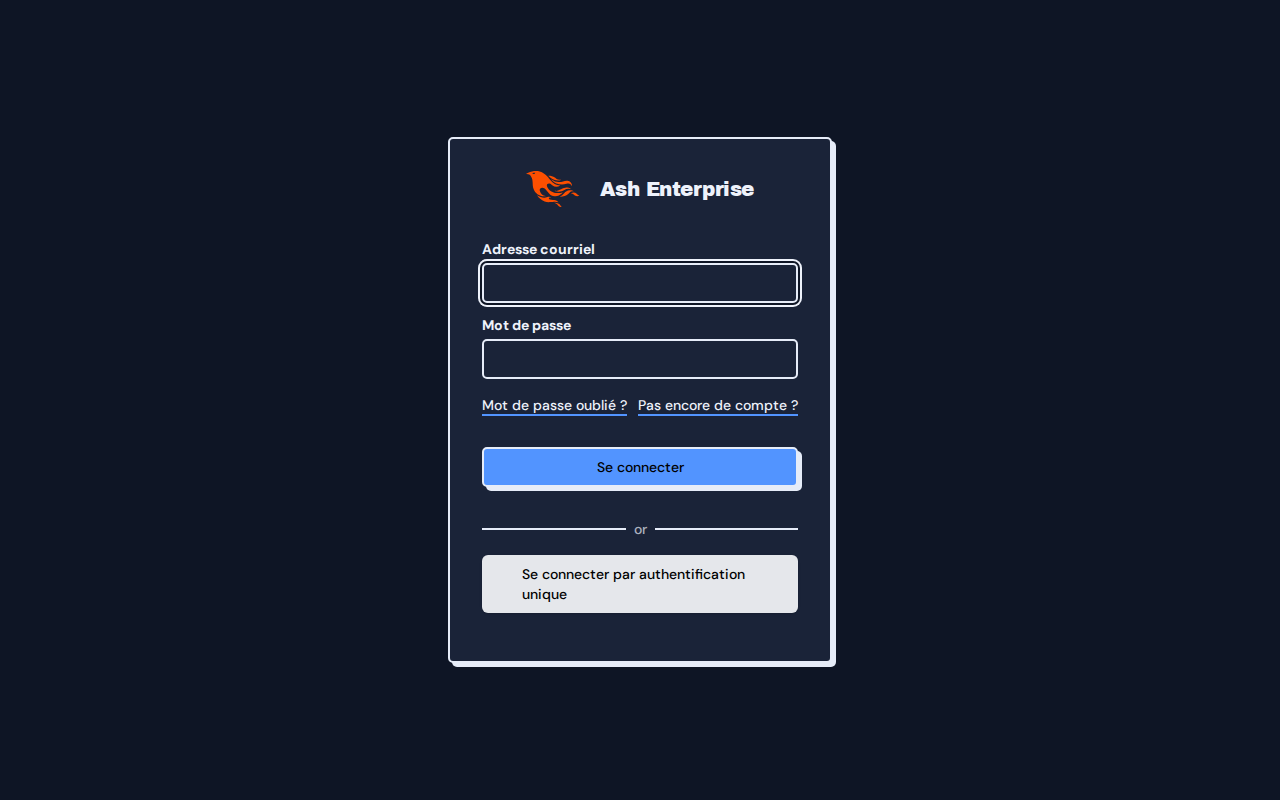 Ash Enterprise
Adresse courriel
Mot de passe
Mot de passe oublié ? Pas encore de compte ?
Se connecter
or
Se connecter par authentification
unique